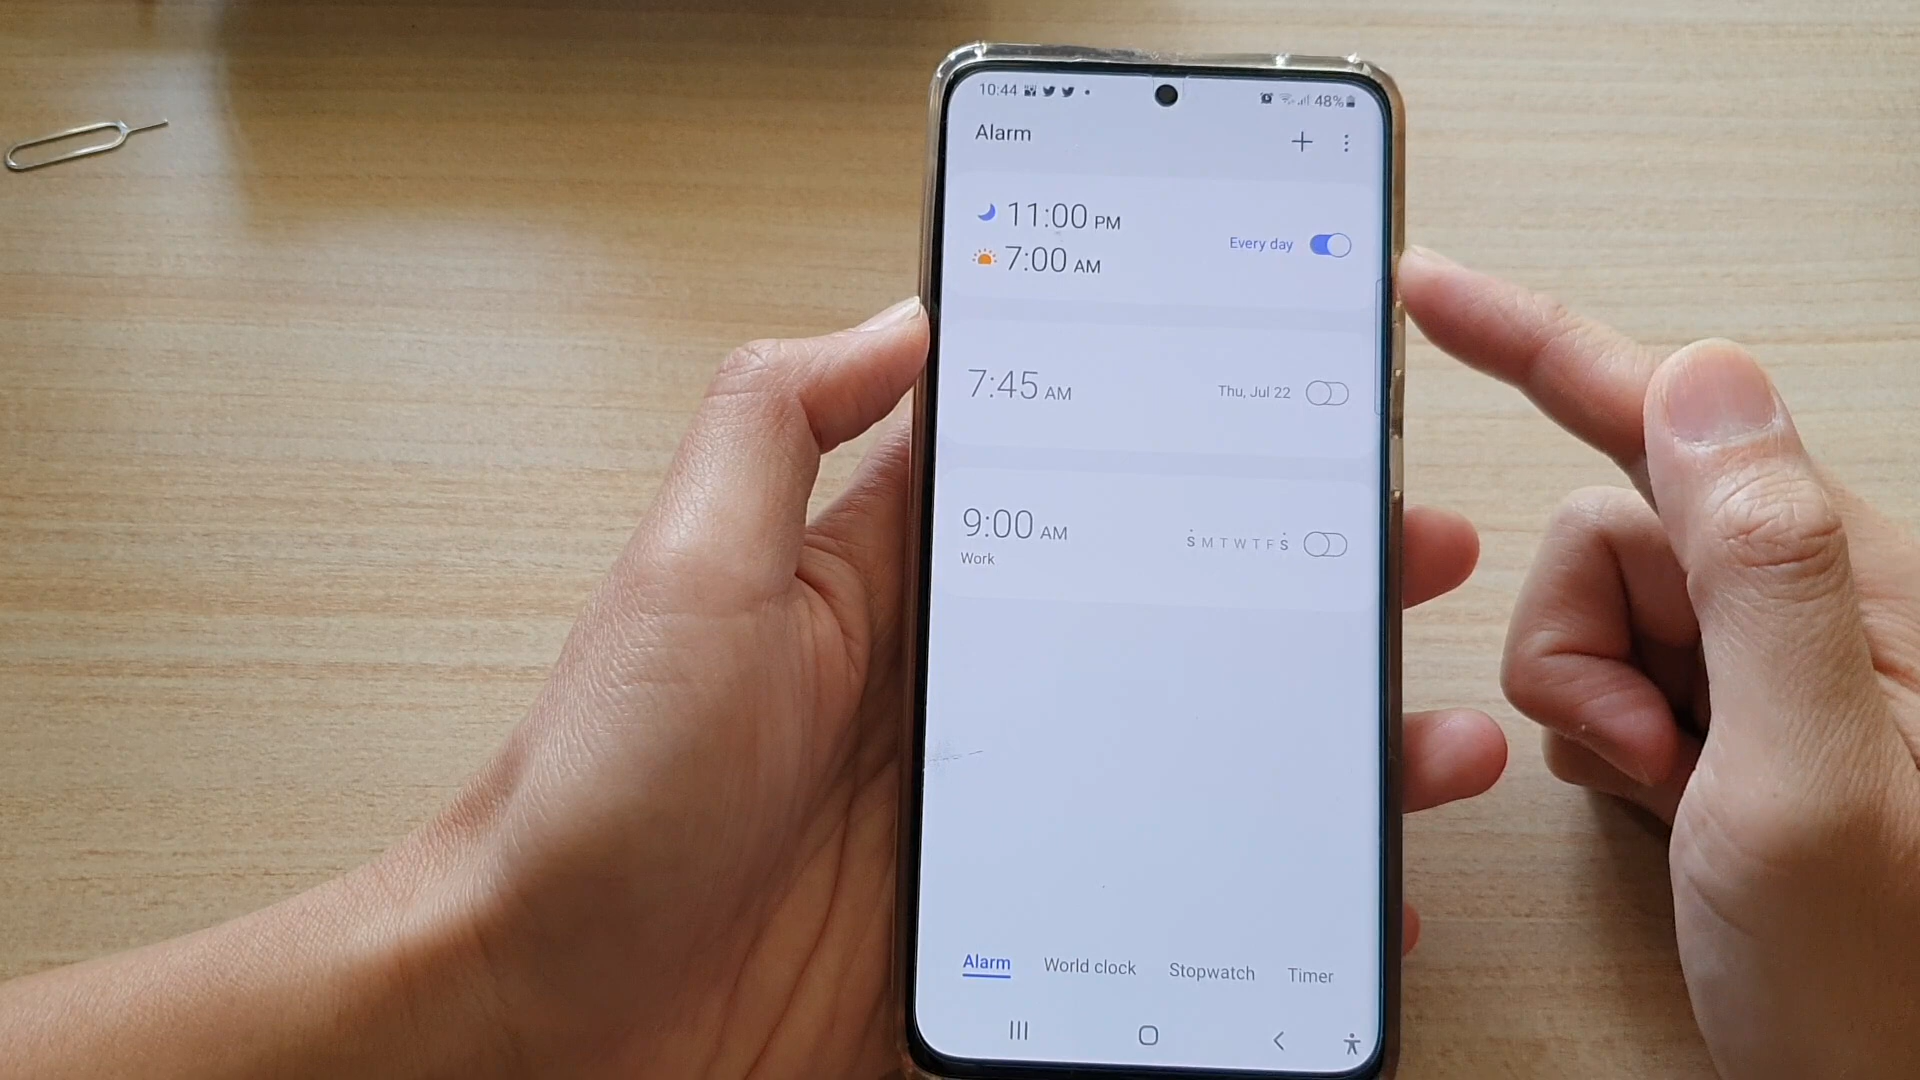 10:44 48%
Alarm
11:00 PM
7:00 AM
Every day
7:45 AM
Thu, Jul 22
9:00 AM
Work
S M T W T F S
Alarm World clock Stopwatch Timer